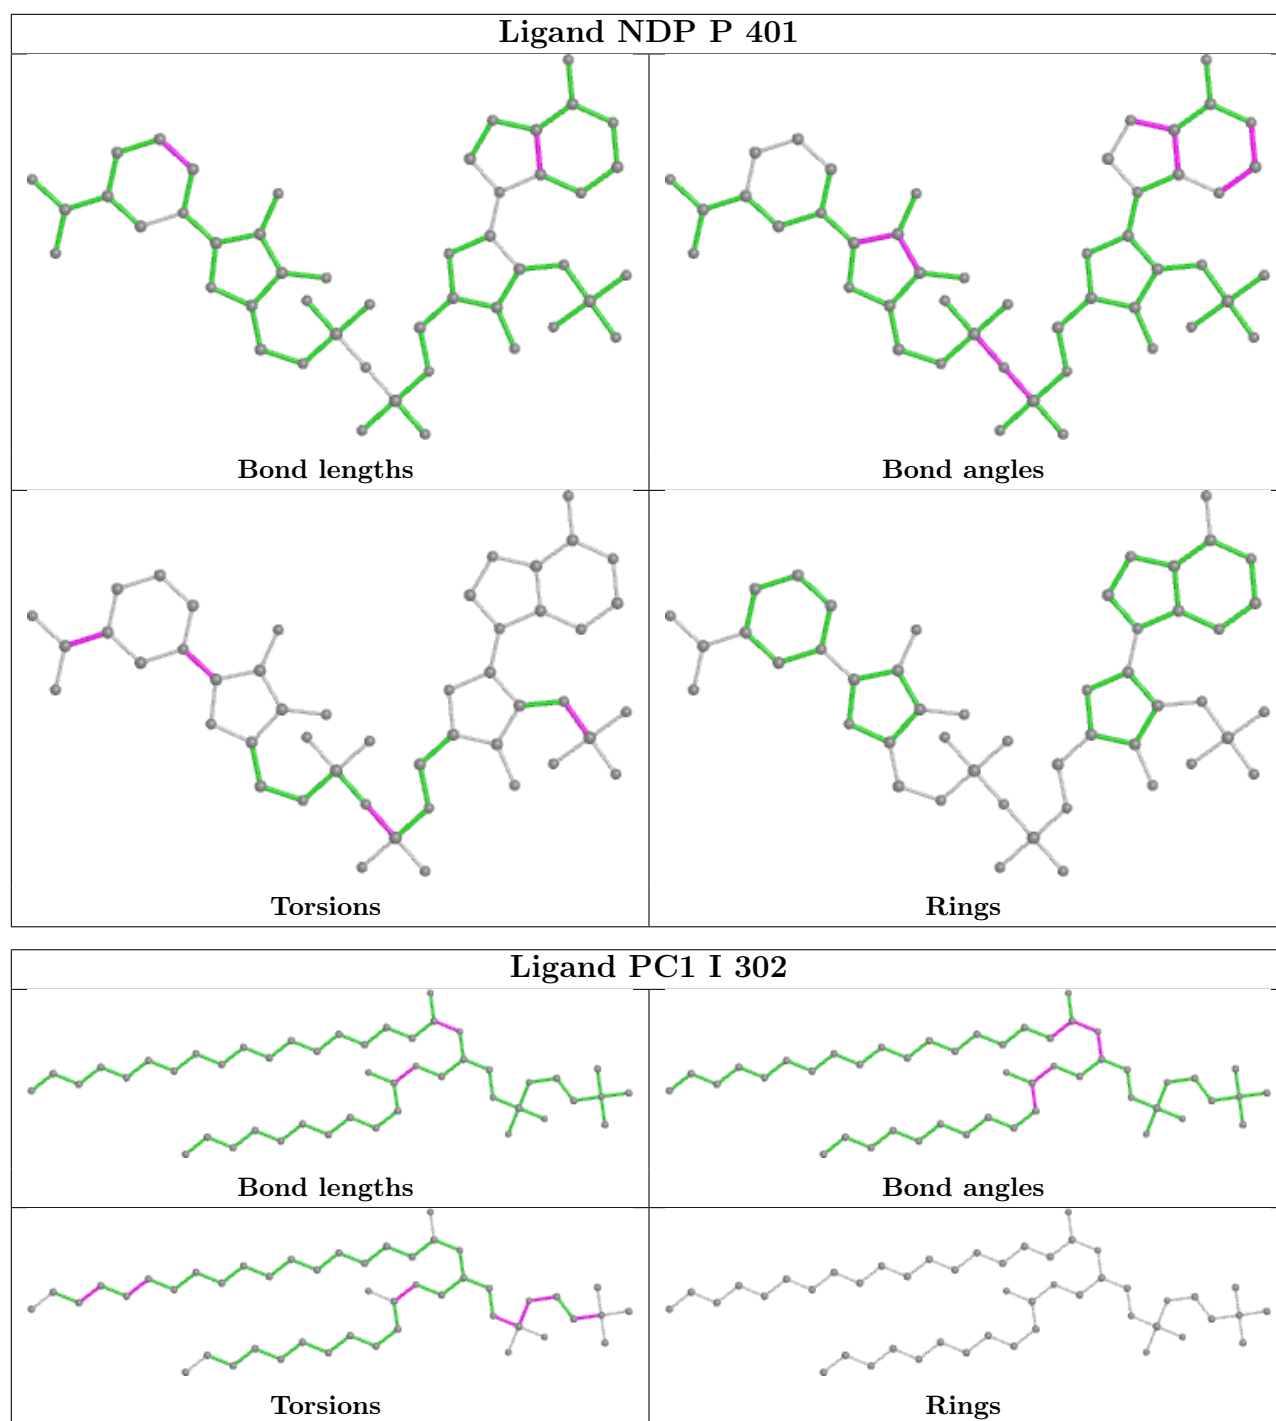 Ligand NDP P 401
Bond lengths
Bond angles
Torsions
Rings
Ligand PC1 I 302
Bond lengths
Bond angles
Torsions
Rings